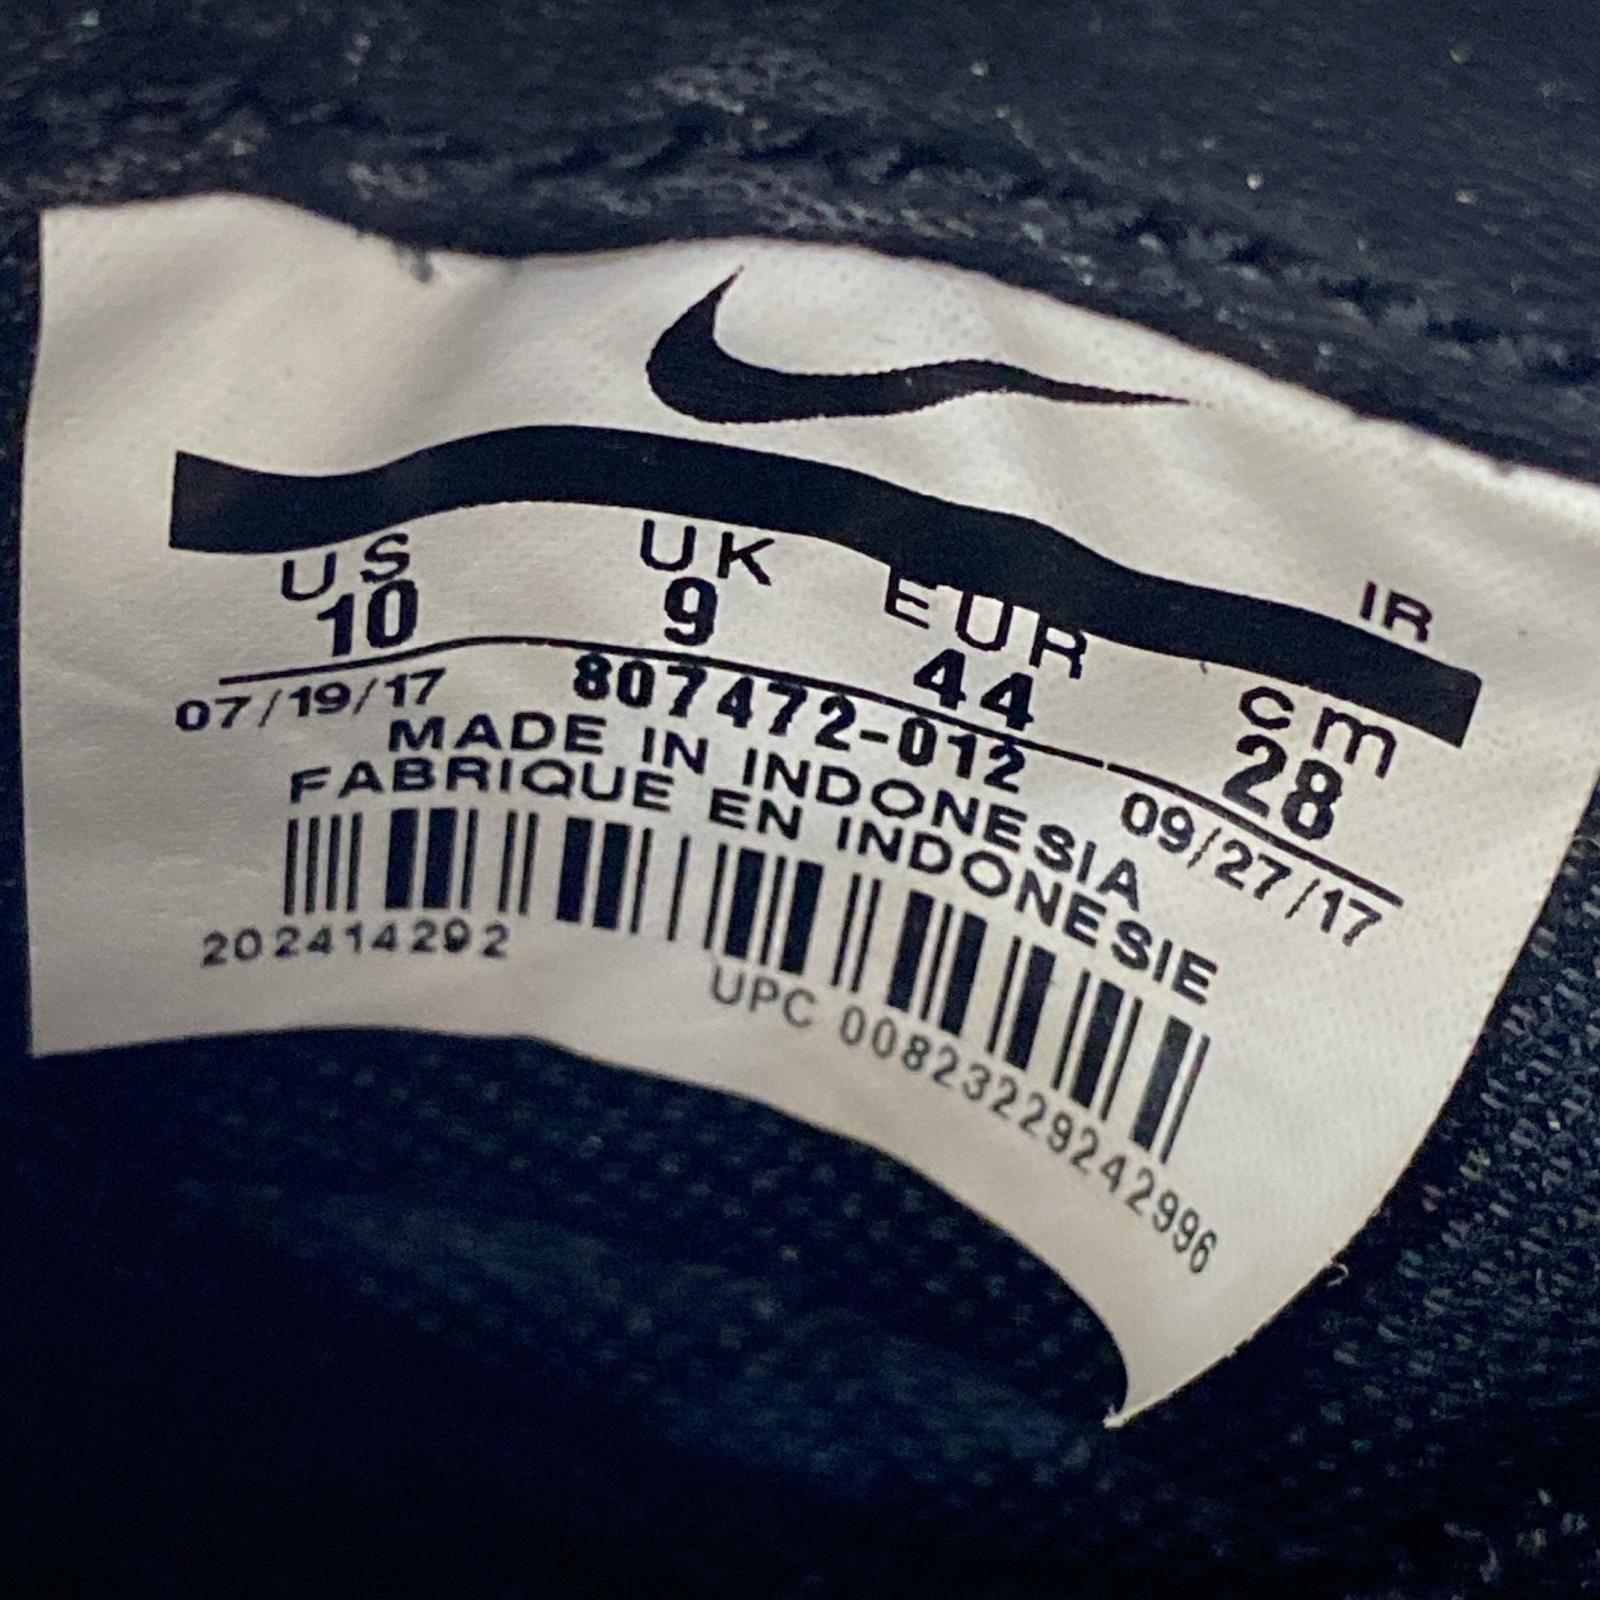 IR
US UK EUR cm
10 9 44 28
07/19/17 807472-012 09/27/17
MADE IN INDONESIA
FABRIQUE EN INDONESIE
202414292
UPC 00823229242996